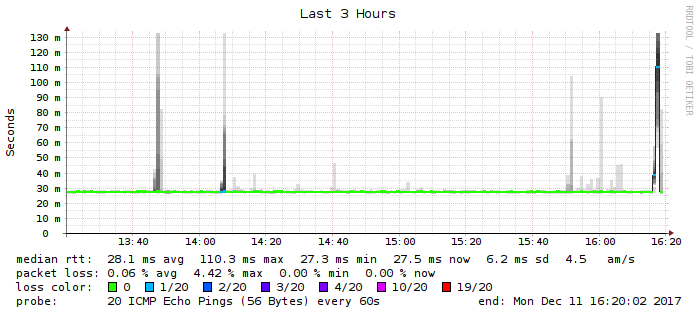 Last 3 Hours
RRDTOOL / TOBI OETIKER
Seconds
130 m
120 m
110 m
100 m
90 m
80 m
70 m
60 m
50 m
40 m
30 m
20 m
10 m
0
13:40 14:00 14:20 14:40 15:00 15:20 15:40 16:00 16:20
median rtt: 28.1 ms avg 110.3 ms max 27.3 ms min 27.5 ms now 6.2 ms sd 4.5 am/s
packet loss: 0.06 % avg 4.42 % max 0.00 % min 0.00 % now
loss color: 0 1/20 2/20 3/20 4/20 10/20 19/20
probe: 20 ICMP Echo Pings (56 Bytes) every 60s end: Mon Dec 11 16:20:02 2017